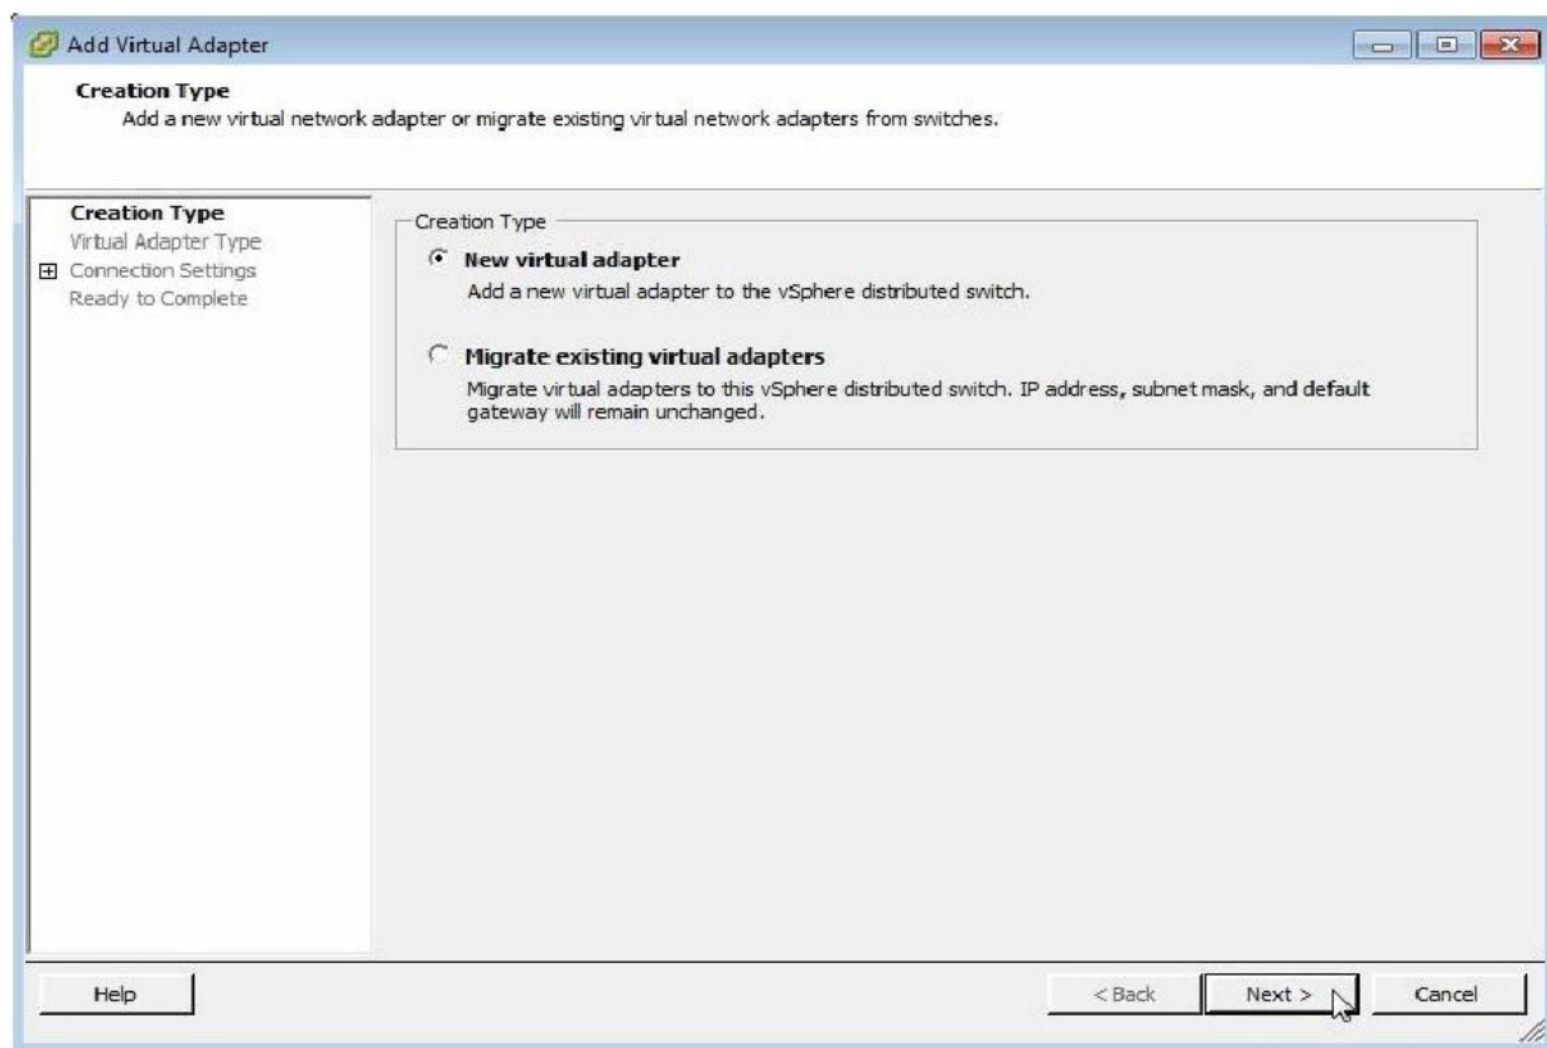 Add Virtual Adapter
Creation Type
Add a new virtual network adapter or migrate existing virtual network adapters from switches.
Creation Type
Virtual Adapter Type
Connection Settings
Ready to Complete
Creation Type
New virtual adapter
Add a new virtual adapter to the vSphere distributed switch.
Migrate existing virtual adapters
Migrate virtual adapters to this vSphere distributed switch. IP address, subnet mask, and default
gateway will remain unchanged.
Help
< Back
Next >
Cancel